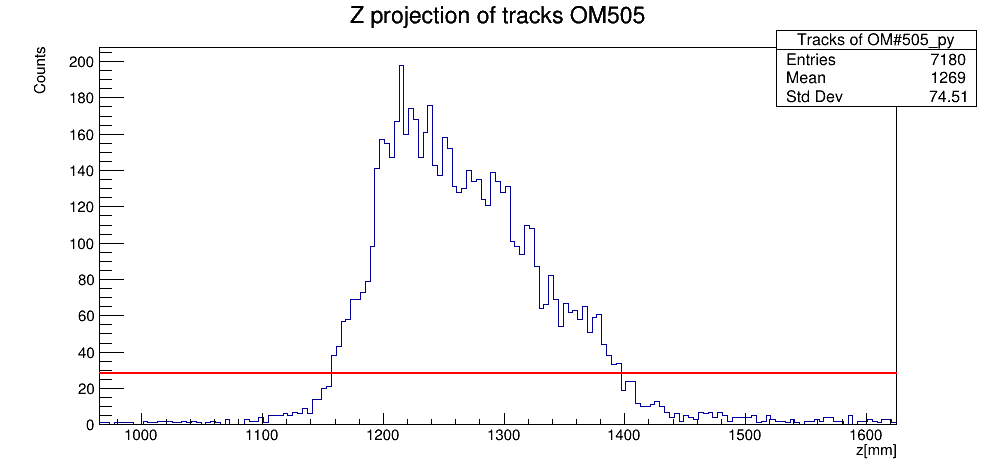 Z projection of tracks OM505
Tracks of OM#505_py
Entries 7180
Mean 1269
Std Dev 74.51
Counts
200
180
160
140
120
100
80
60
40
20
0
1000 1100 1200 1300 1400 1500 1600
z[mm]